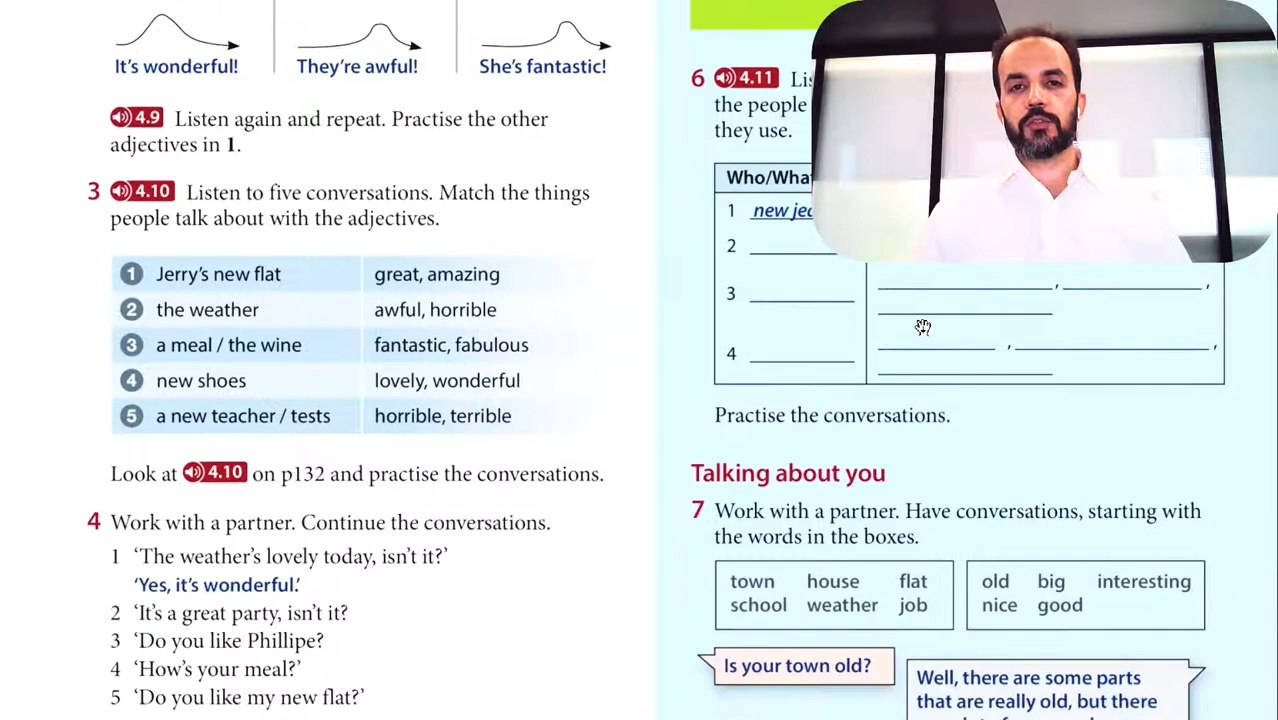 It's wonderful!
They're awful!
She's fantastic!
4.9 Listen again and repeat. Practise the other
adjectives in 1.
3 4.10 Listen to five conversations. Match the things
people talk about with the adjectives.
1 Jerry's new flat great, amazing
2 the weather awful, horrible
3 a meal / the wine fantastic, fabulous
4 new shoes lovely, wonderful
5 a new teacher / tests horrible, terrible
Look at 4.10 on p132 and practise the conversations.
4 Work with a partner. Continue the conversations.
1 'The weather's lovely today, isn't it?'
'Yes, it's wonderful.'
2 'It's a great party, isn't it?
3 'Do you like Phillipe?
4 'How's your meal?'
5 'Do you like my new flat?'
6 4.11
the people
they use.
1 new
2
3
4
Practise the conversations.
Talking about you
7 Work with a partner. Have conversations, starting with
the words in the boxes.
town house flat
school weather job
old big interesting
nice good
Is your town old?
Well, there are some parts
that are really old, but there